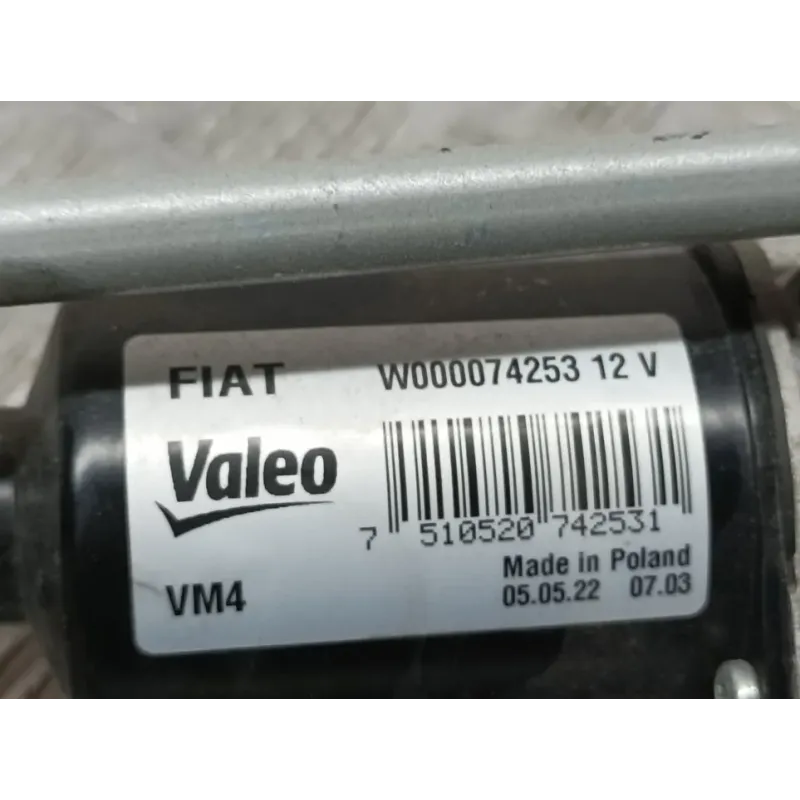 FIAT W000074253 12 V
Valeo
7 510520 742531
Made in Poland
VM4 05.05.22 07.03